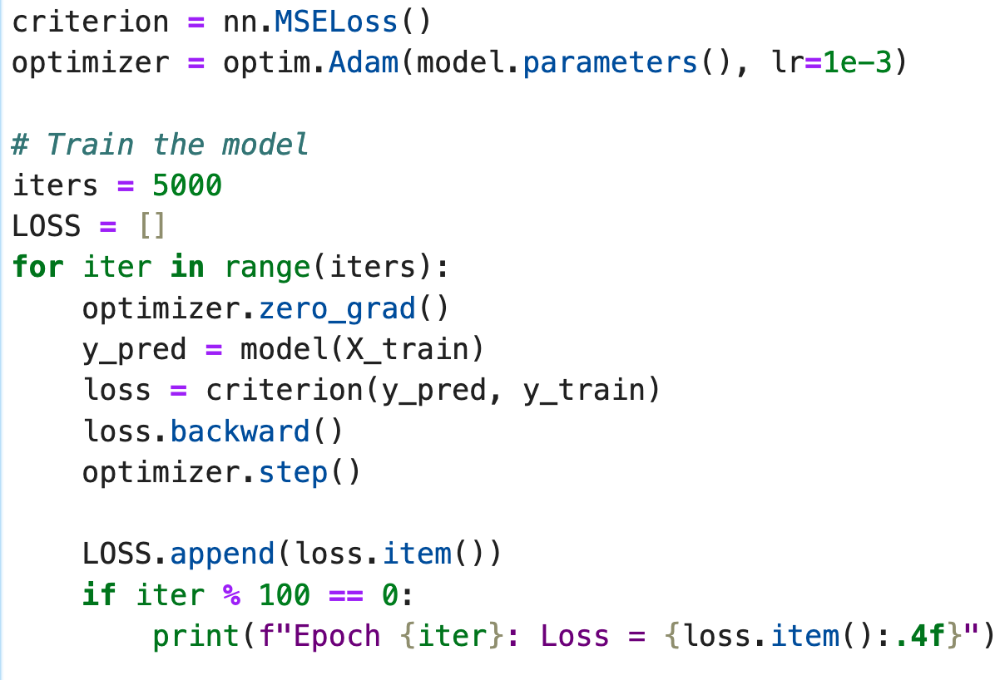 criterion = nn.MSELoss()
optimizer = optim.Adam(model.parameters(), lr=1e-3)

# Train the model
iters = 5000
LOSS = []
for iter in range(iters):
    optimizer.zero_grad()
    y_pred = model(X_train)
    loss = criterion(y_pred, y_train)
    loss.backward()
    optimizer.step()

    LOSS.append(loss.item())
    if iter % 100 == 0:
        print(f"Epoch {iter}: Loss = {loss.item():.4f}")